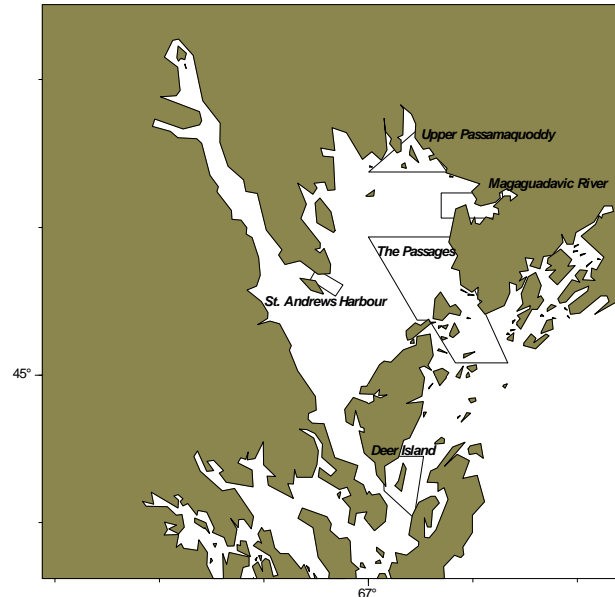 Upper Passamaquoddy
Magaguadavic River
The Passages
St. Andrews Harbour
45°
Deer Island
67°